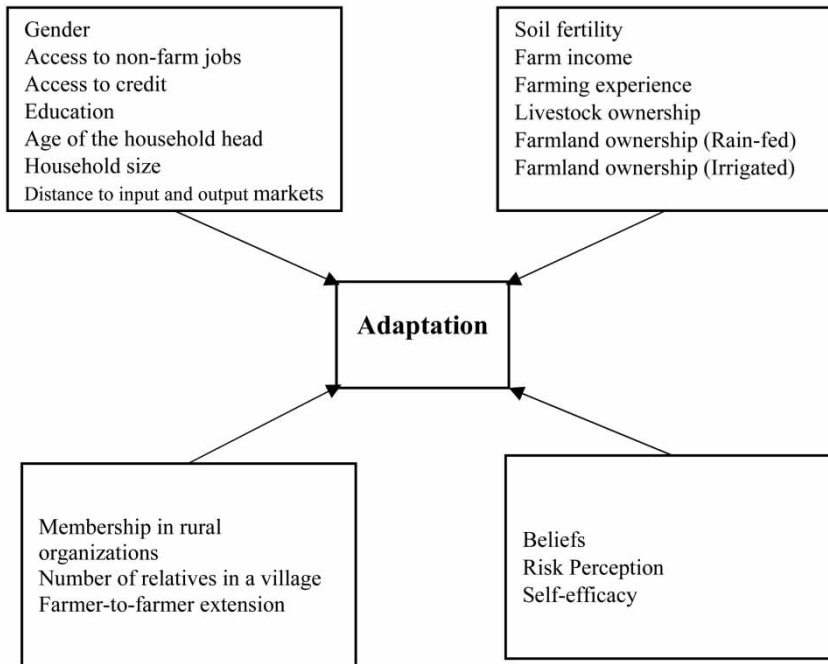 Gender
Access to non-farm jobs
Access to credit
Education
Age of the household head
Household size
Distance to input and output markets
Soil fertility
Farm income
Farming experience
Livestock ownership
Farmland ownership (Rain-fed)
Farmland ownership (Irrigated)
Adaptation
Membership in rural
organizations
Number of relatives in a village
Farmer-to-farmer extension
Beliefs
Risk Perception
Self-efficacy